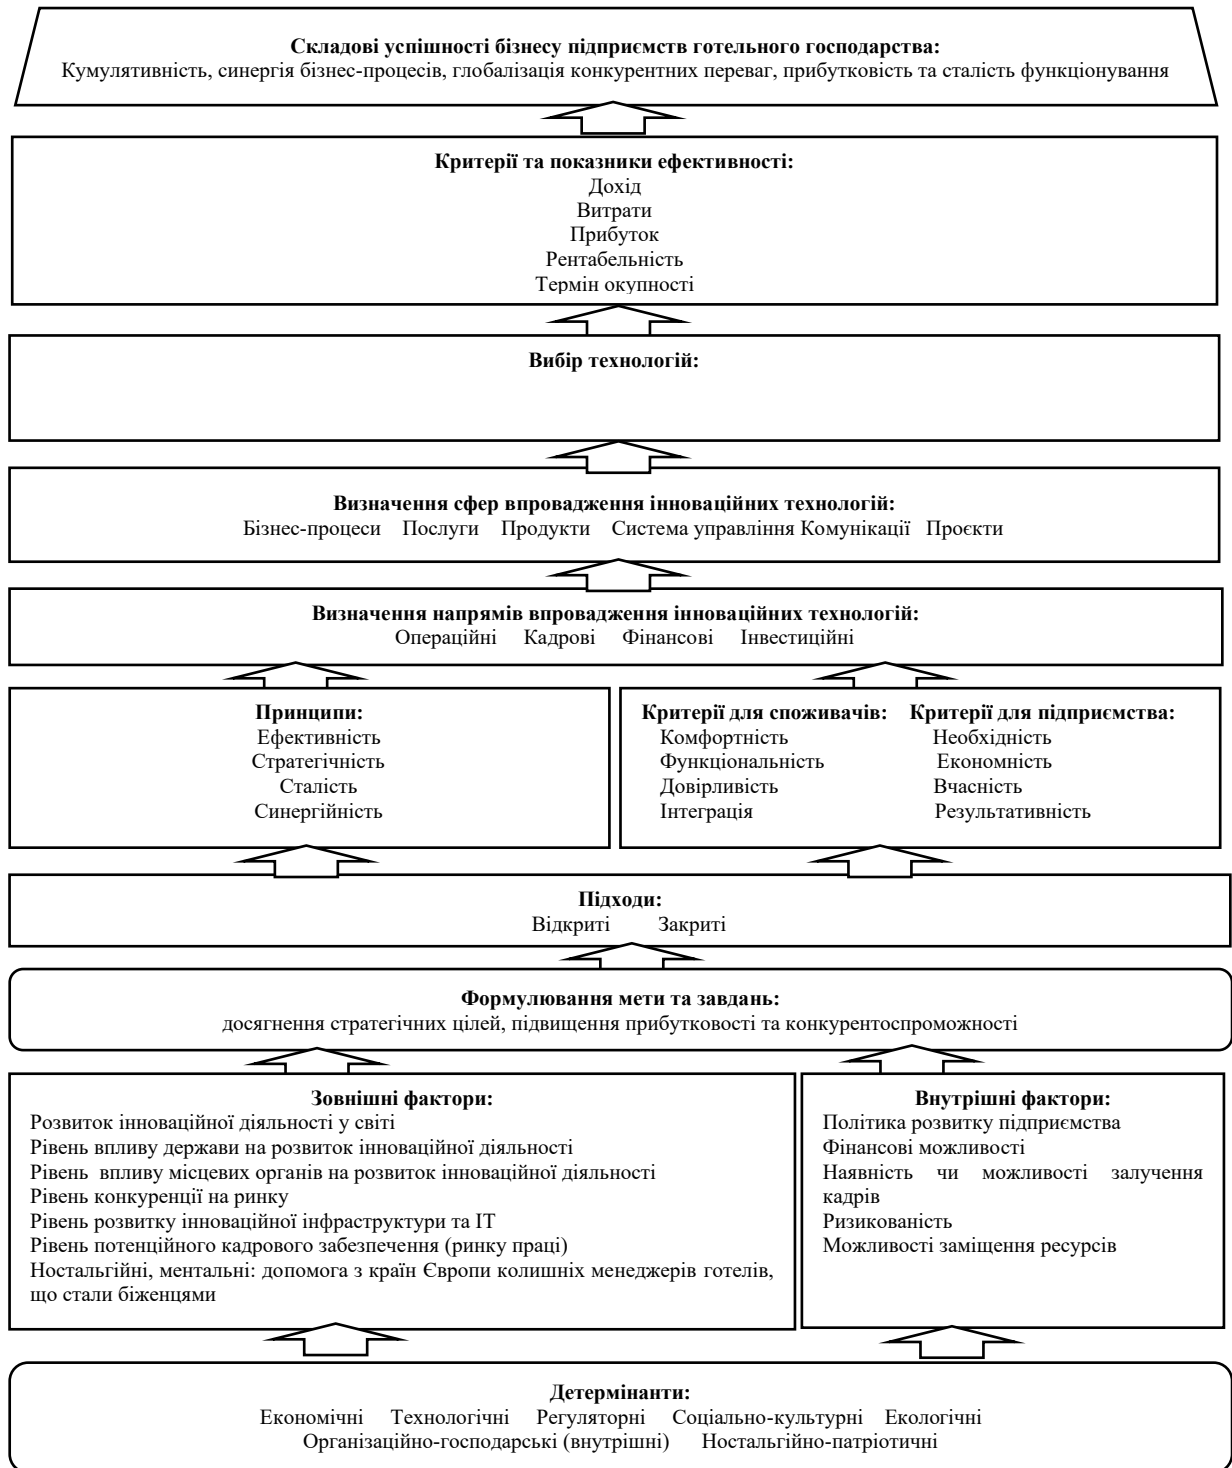 Складові успішності бізнесу підприємств готельного господарства:
Кумулятивність, синергія бізнес-процесів, глобалізація конкурентних переваг, прибутковість та сталість функціонування
Критерії та показники ефективності:
Дохід
Витрати
Прибуток
Рентабельність
Термін окупності
Вибір технологій:
Визначення сфер впровадження інноваційних технологій:
Бізнес-процеси Послуги Продукти Система управління Комунікації Проєкти
Визначення напрямів впровадження інноваційних технологій:
Операційні Кадрові Фінансові Інвестиційні
Принципи:
Ефективність
Стратегічність
Сталість
Синергійність
Критерії для споживачів: Критерії для підприємства:
Комфортність Необхідність
Функціональність Економність
Довірливість Вчасність
Інтеграція Результативність
Підходи:
Відкриті Закриті
Формулювання мети та завдань:
досягнення стратегічних цілей, підвищення прибутковості та конкурентоспроможності
Зовнішні фактори:
Розвиток інноваційної діяльності у світі
Рівень впливу держави на розвиток інноваційної діяльності
Рівень впливу місцевих органів на розвиток інноваційної діяльності
Рівень конкуренції на ринку
Рівень розвитку інноваційної інфраструктури та ІТ
Рівень потенційного кадрового забезпечення (ринку праці)
Ностальгійні, ментальні: допомога з країн Європи колишніх менеджерів готелів,
що стали біженцями
Внутрішні фактори:
Політика розвитку підприємства
Фінансові можливості
Наявність чи можливості залучення
кадрів
Ризикованість
Можливості заміщення ресурсів
Детермінанти:
Економічні Технологічні Регуляторні Соціально-культурні Екологічні
Організаційно-господарські (внутрішні) Ностальгійно-патріотичні